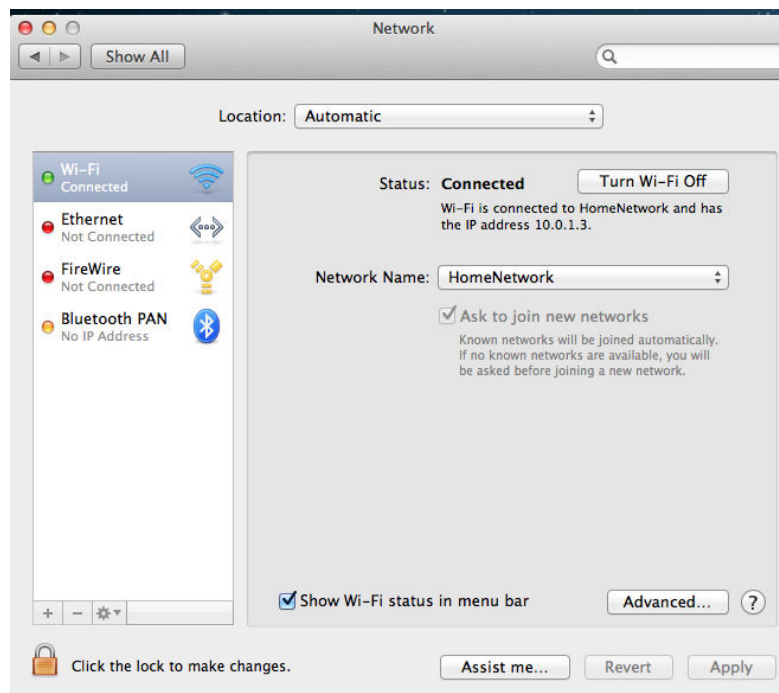 Network
Show All
Location: Automatic
Wi-Fi
Connected
Ethernet
Not Connected
FireWire
Not Connected
Bluetooth PAN
No IP Address
Status: Connected
Turn Wi-Fi Off
Wi-Fi is connected to HomeNetwork and has
the IP address 10.0.1.3.
Network Name: HomeNetwork
Ask to join new networks
Known networks will be joined automatically.
If no known networks are available, you will
be asked before joining a new network.
Show Wi-Fi status in menu bar
Advanced...
?
Click the lock to make changes.
Assist me...
Revert
Apply